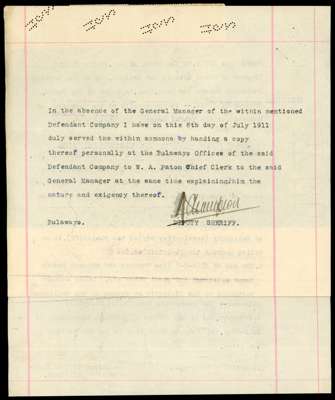 In the absence of the General Manager of the within mentioned
Defendant Company I have on this 6th day of July 1911
duly served the within summons by handing a copy
thereof personally at the Bulawayo Offices of the said
Defendant Company to W. A. Paton Chief Clerk to the said
General Manager at the same time explaining/him the
nature and exigency thereof.
Bulawayo. DEPUTY SHERIFF.